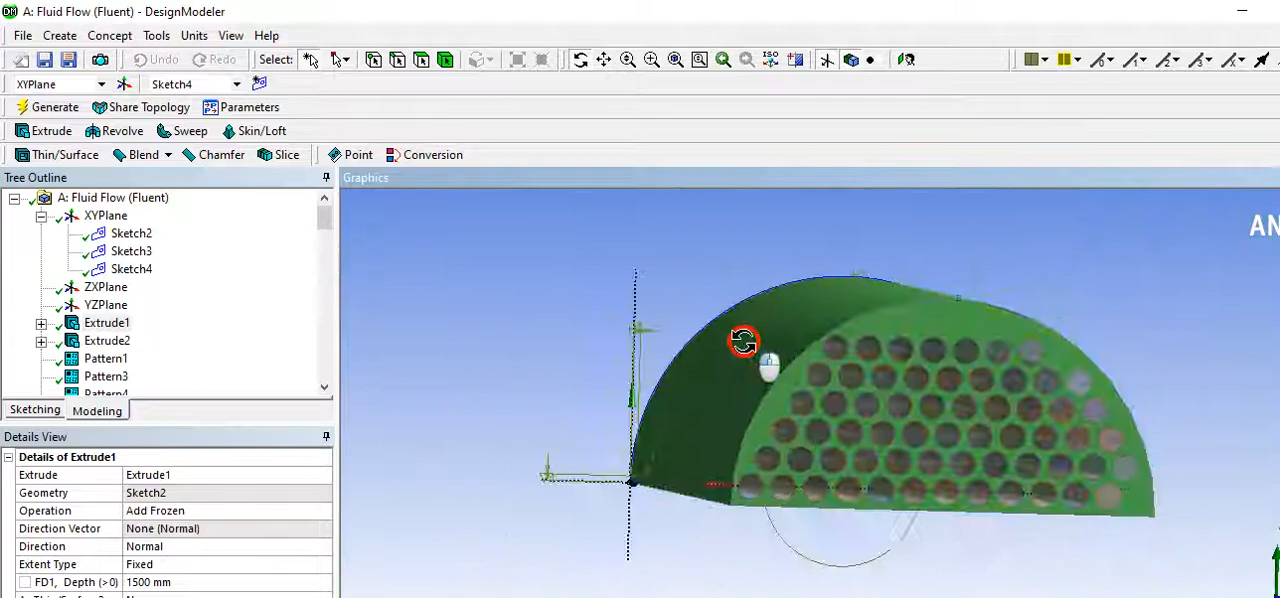 A: Fluid Flow (Fluent) - DesignModeler
File Create Concept Tools Units View Help
Undo Redo Select: ISO
XYPlane Sketch4
Generate Share Topology Parameters
Extrude Revolve Sweep Skin/Loft
Thin/Surface Blend Chamfer Slice Point Conversion
Tree Outline
Graphics
A: Fluid Flow (Fluent)
XYPlane
Sketch2
Sketch3
Sketch4
ZXPlane
YZPlane
Extrude1
Extrude2
Pattern1
Pattern3
Sketching Modeling
Details View
Details of Extrude1
Extrude Extrude1
Geometry Sketch2
Operation Add Frozen
Direction Vector None (Normal)
Direction Normal
Extent Type Fixed
FD1, Depth (>0) 1500 mm
AN